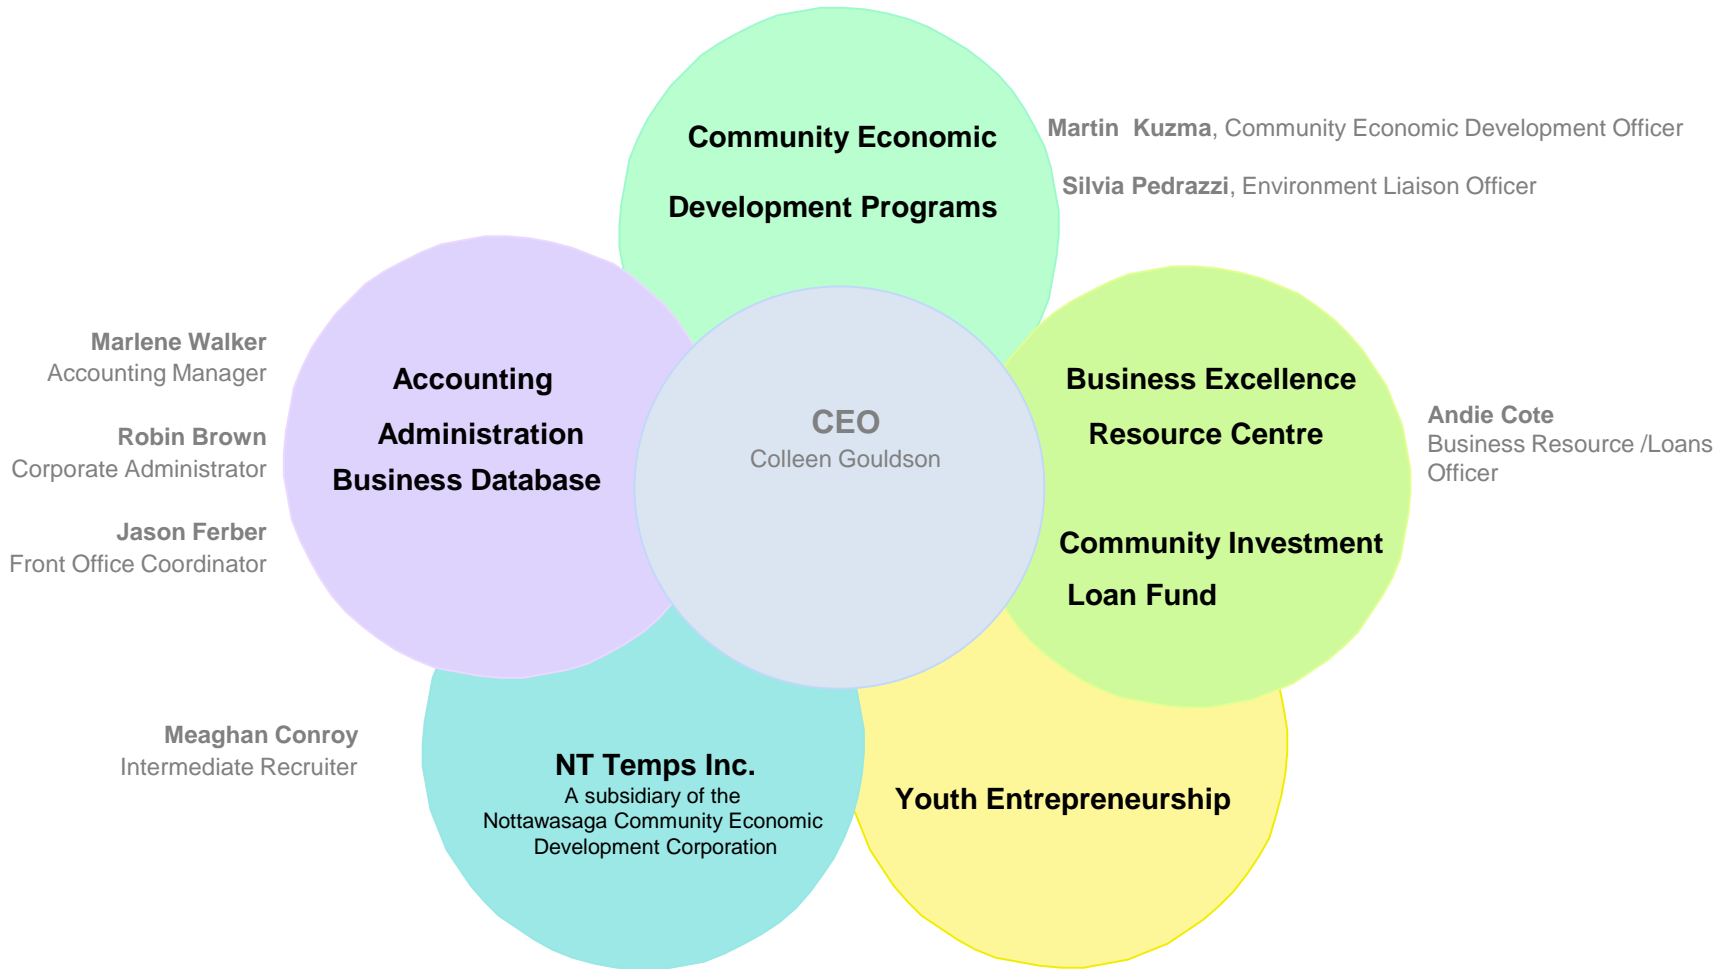 Community Economic
Development Programs
Martin  Kuzma, Community Economic Development Officer
Silvia Pedrazzi, Environment Liaison Officer
Marlene Walker
Accounting Manager
Robin Brown
Corporate Administrator
Jason Ferber
Front Office Coordinator
Accounting
Administration
Business Database
CEO
Colleen Gouldson
Business Excellence
Resource Centre
Community Investment
Loan Fund
Andie Cote
Business Resource /Loans
Officer
Meaghan Conroy
Intermediate Recruiter
NT Temps Inc.
A subsidiary of the
Nottawasaga Community Economic
Development Corporation
Youth Entrepreneurship